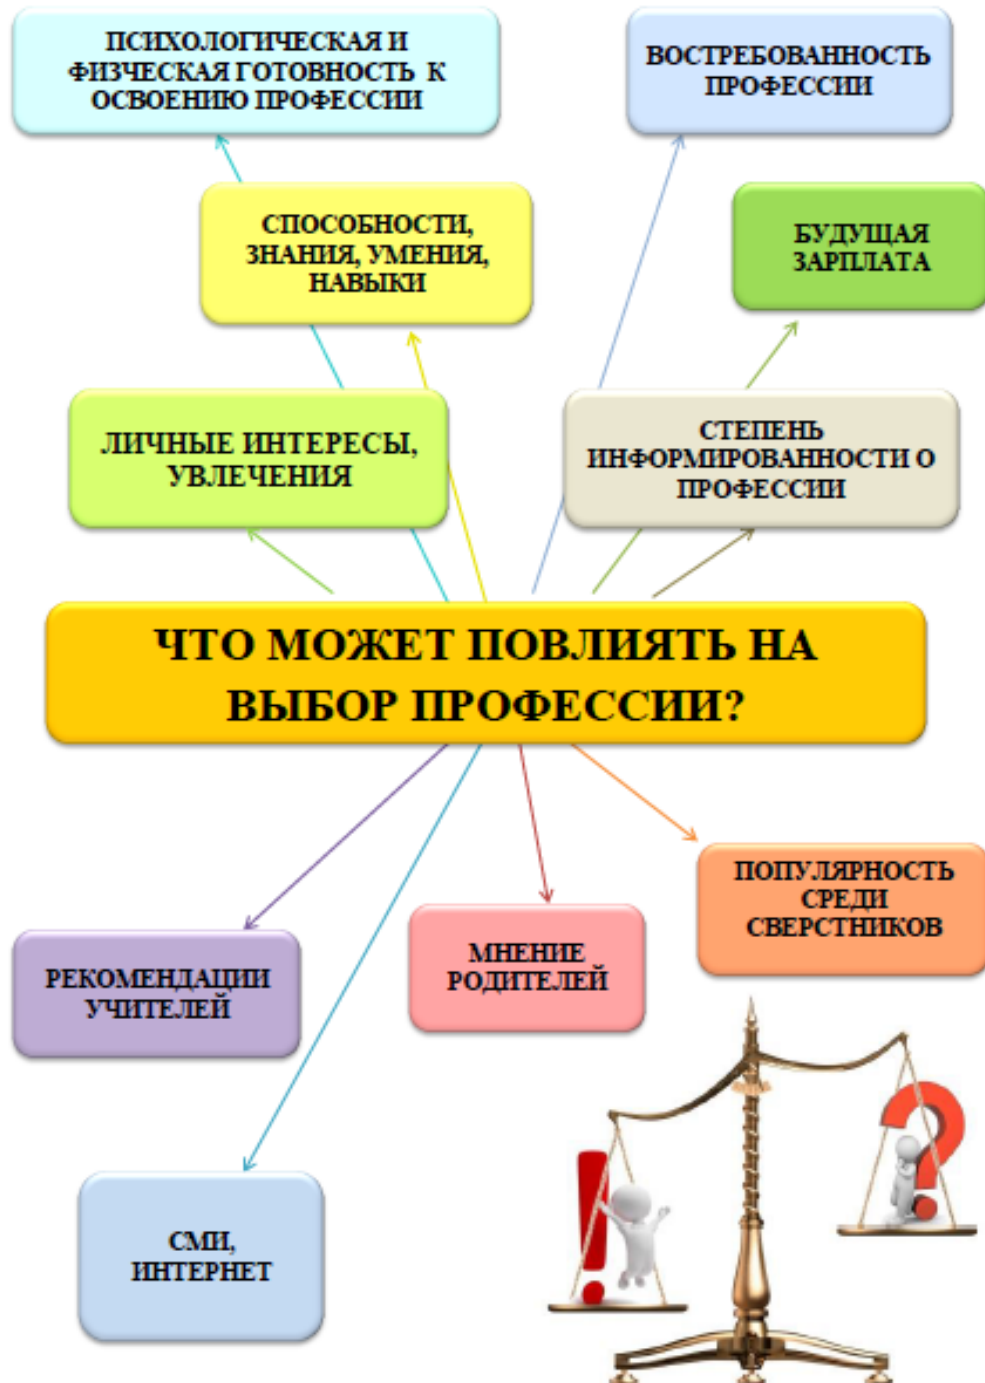 ПСИХОЛОГИЧЕСКАЯ И
ФИЗЧЕСКАЯ ГОТОВНОСТЬ К
ОСВОЕНИЮ ПРОФЕССИИ
ВОСТРЕБОВАННОСТЬ
ПРОФЕССИИ
СПОСОБНОСТИ,
ЗНАНИЯ, УМЕНИЯ,
НАВЫКИ
БУДУЩАЯ
ЗАРПЛАТА
ЛИЧНЫЕ ИНТЕРЕСЫ,
УВЛЕЧЕНИЯ
СТЕПЕНЬ
ИНФОРМИРОВАННОСТИ О
ПРОФЕССИИ
ЧТО МОЖЕТ ПОВЛИЯТЬ НА
ВЫБОР ПРОФЕССИИ?
РЕКОМЕНДАЦИИ
УЧИТЕЛЕЙ
МНЕНИЕ
РОДИТЕЛЕЙ
ПОПУЛЯРНОСТЬ
СРЕДИ
СВЕРСТНИКОВ
СМИ,
ИНТЕРНЕТ